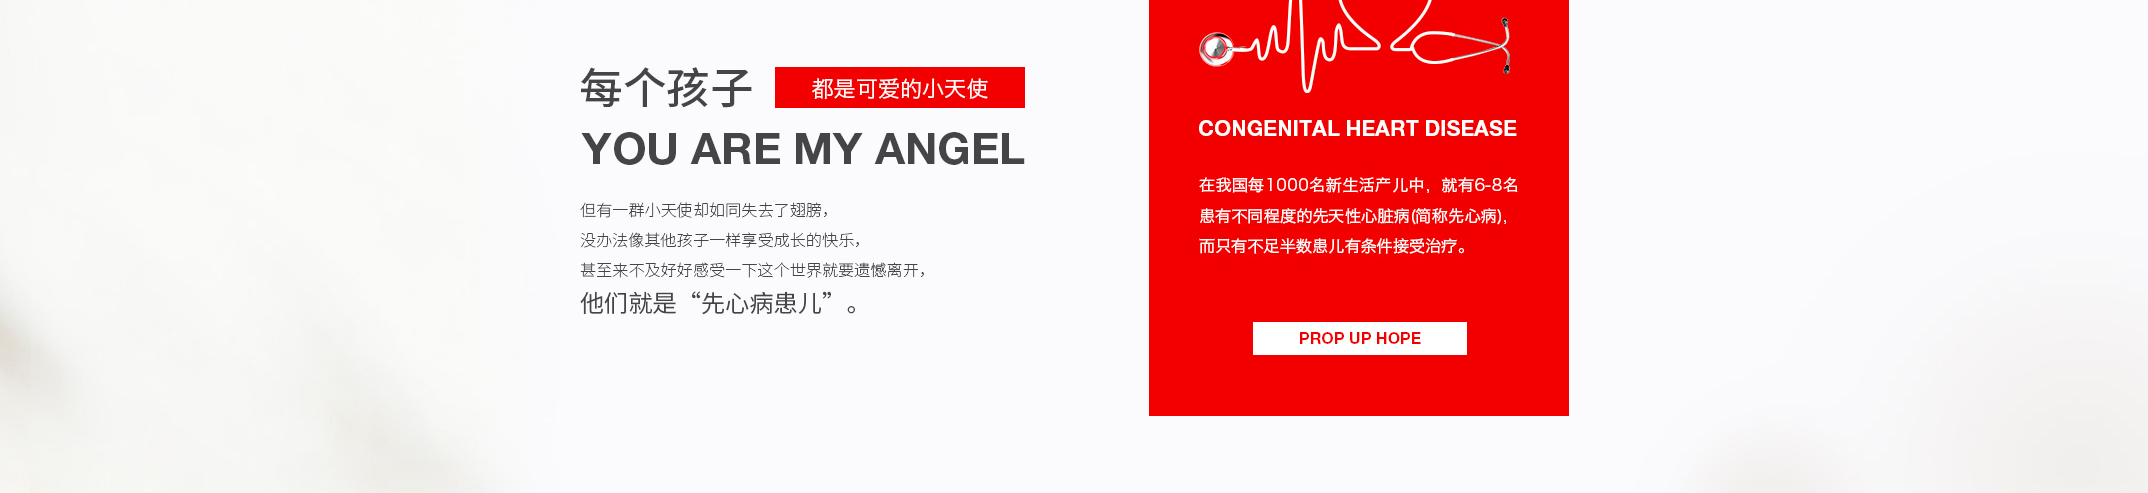 每个孩子 都是可爱的小天使
YOU ARE MY ANGEL
但有一群小天使却如同失去了翅膀，
没办法像其他孩子一样享受成长的快乐，
甚至来不及好好感受一下这个世界就要遗憾离开，
他们就是“先心病患儿”。
CONGENITAL HEART DISEASE
在我国每1000名新生活产儿中，就有6-8名
患有不同程度的先天性心脏病(简称先心病)，
而只有不足半数患儿有条件接受治疗。
PROP UP HOPE